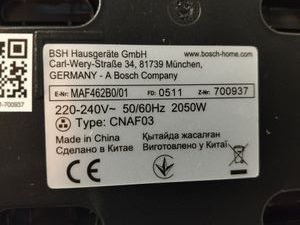 BSH Hausgeräte GmbH
www.bosch-home.com
Carl-Wery-Straße 34, 81739 München,
GERMANY - A Bosch Company
E-Nr: MAF462B0/01 FD: 0511 Z-Nr: 700937
220-240V~ 50/60Hz 2050W
Type: CNAF03
Made in China
Қытайда жасалған
Сделано в Китае
Виготовлено у Китаї
CE
EAC
-700937